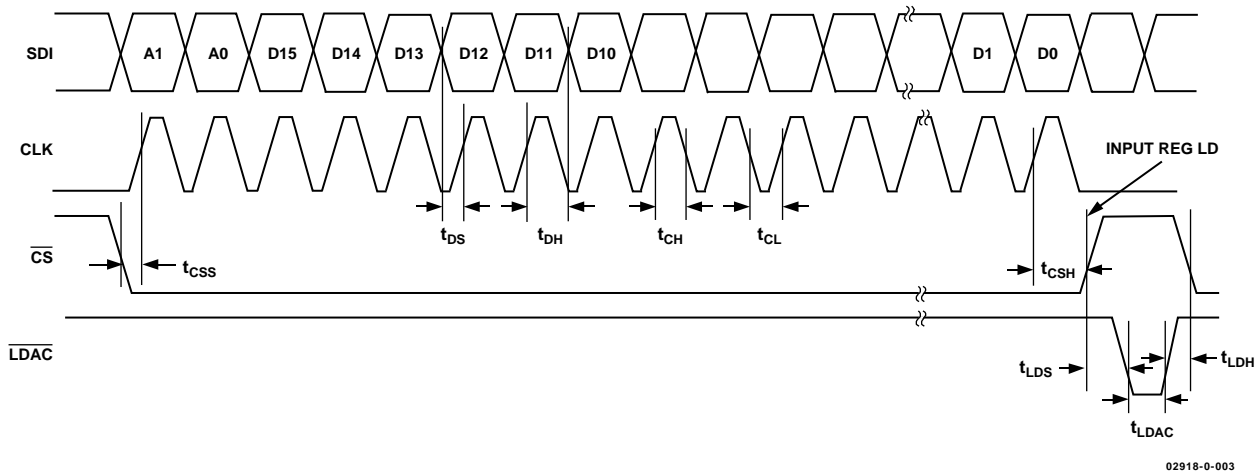 SDI A1 A0 D15 D14 D13 D12 D11 D10 D1 D0
CLK
INPUT REG LD
tDS tDH tCH tCL
CS
tCSS
tCSH
LDAC
tLDS
tLDH
tLDAC
02918-0-003